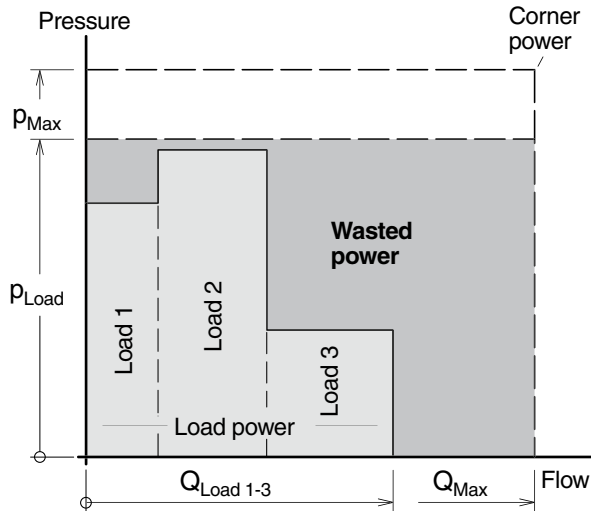 Pressure
Corner
power
pMax
Wasted
power
pLoad
Load 1
Load 2
Load 3
Load power
QLoad 1-3
QMax
Flow